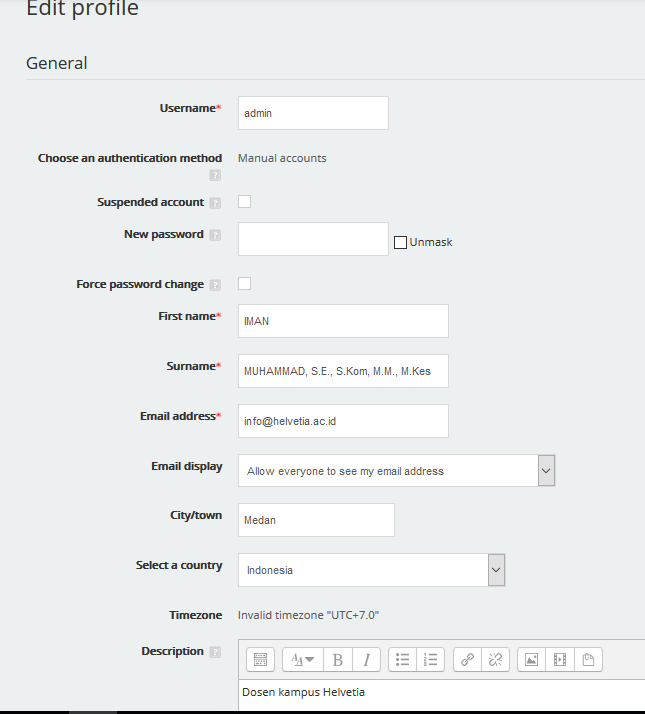 Edit profile
General
Username*
admin
Choose an authentication method
Manual accounts
?
Suspended account ?
New password ?
Unmask
Force password change ?
First name*
IMAN
Surname*
MUHAMMAD, S.E., S.Kom, M.M., M.Kes
Email address*
info@helvetia.ac.id
Email display
Allow everyone to see my email address
City/town
Medan
Select a country
Indonesia
Timezone
Invalid timezone "UTC+7.0"
Description ?
B I
Dosen kampus Helvetia